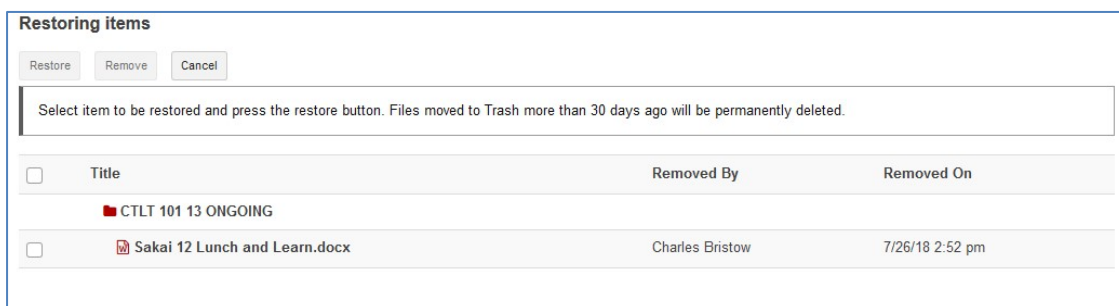 Restoring items
Restore Remove Cancel
Select item to be restored and press the restore button. Files moved to Trash more than 30 days ago will be permanently deleted.
Title Removed By Removed On
CTLT 101 13 ONGOING
Sakai 12 Lunch and Learn.docx Charles Bristow 7/26/18 2:52 pm